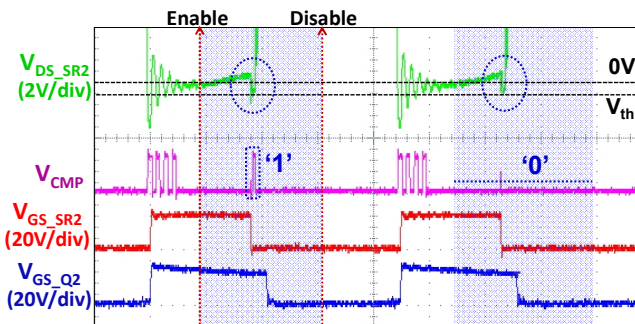 Enable Disable
V_DS_SR2
(2V/div)
0V
V_th
V_CMP
'1'
'0'
V_GS_SR2
(20V/div)
V_GS_Q2
(20V/div)